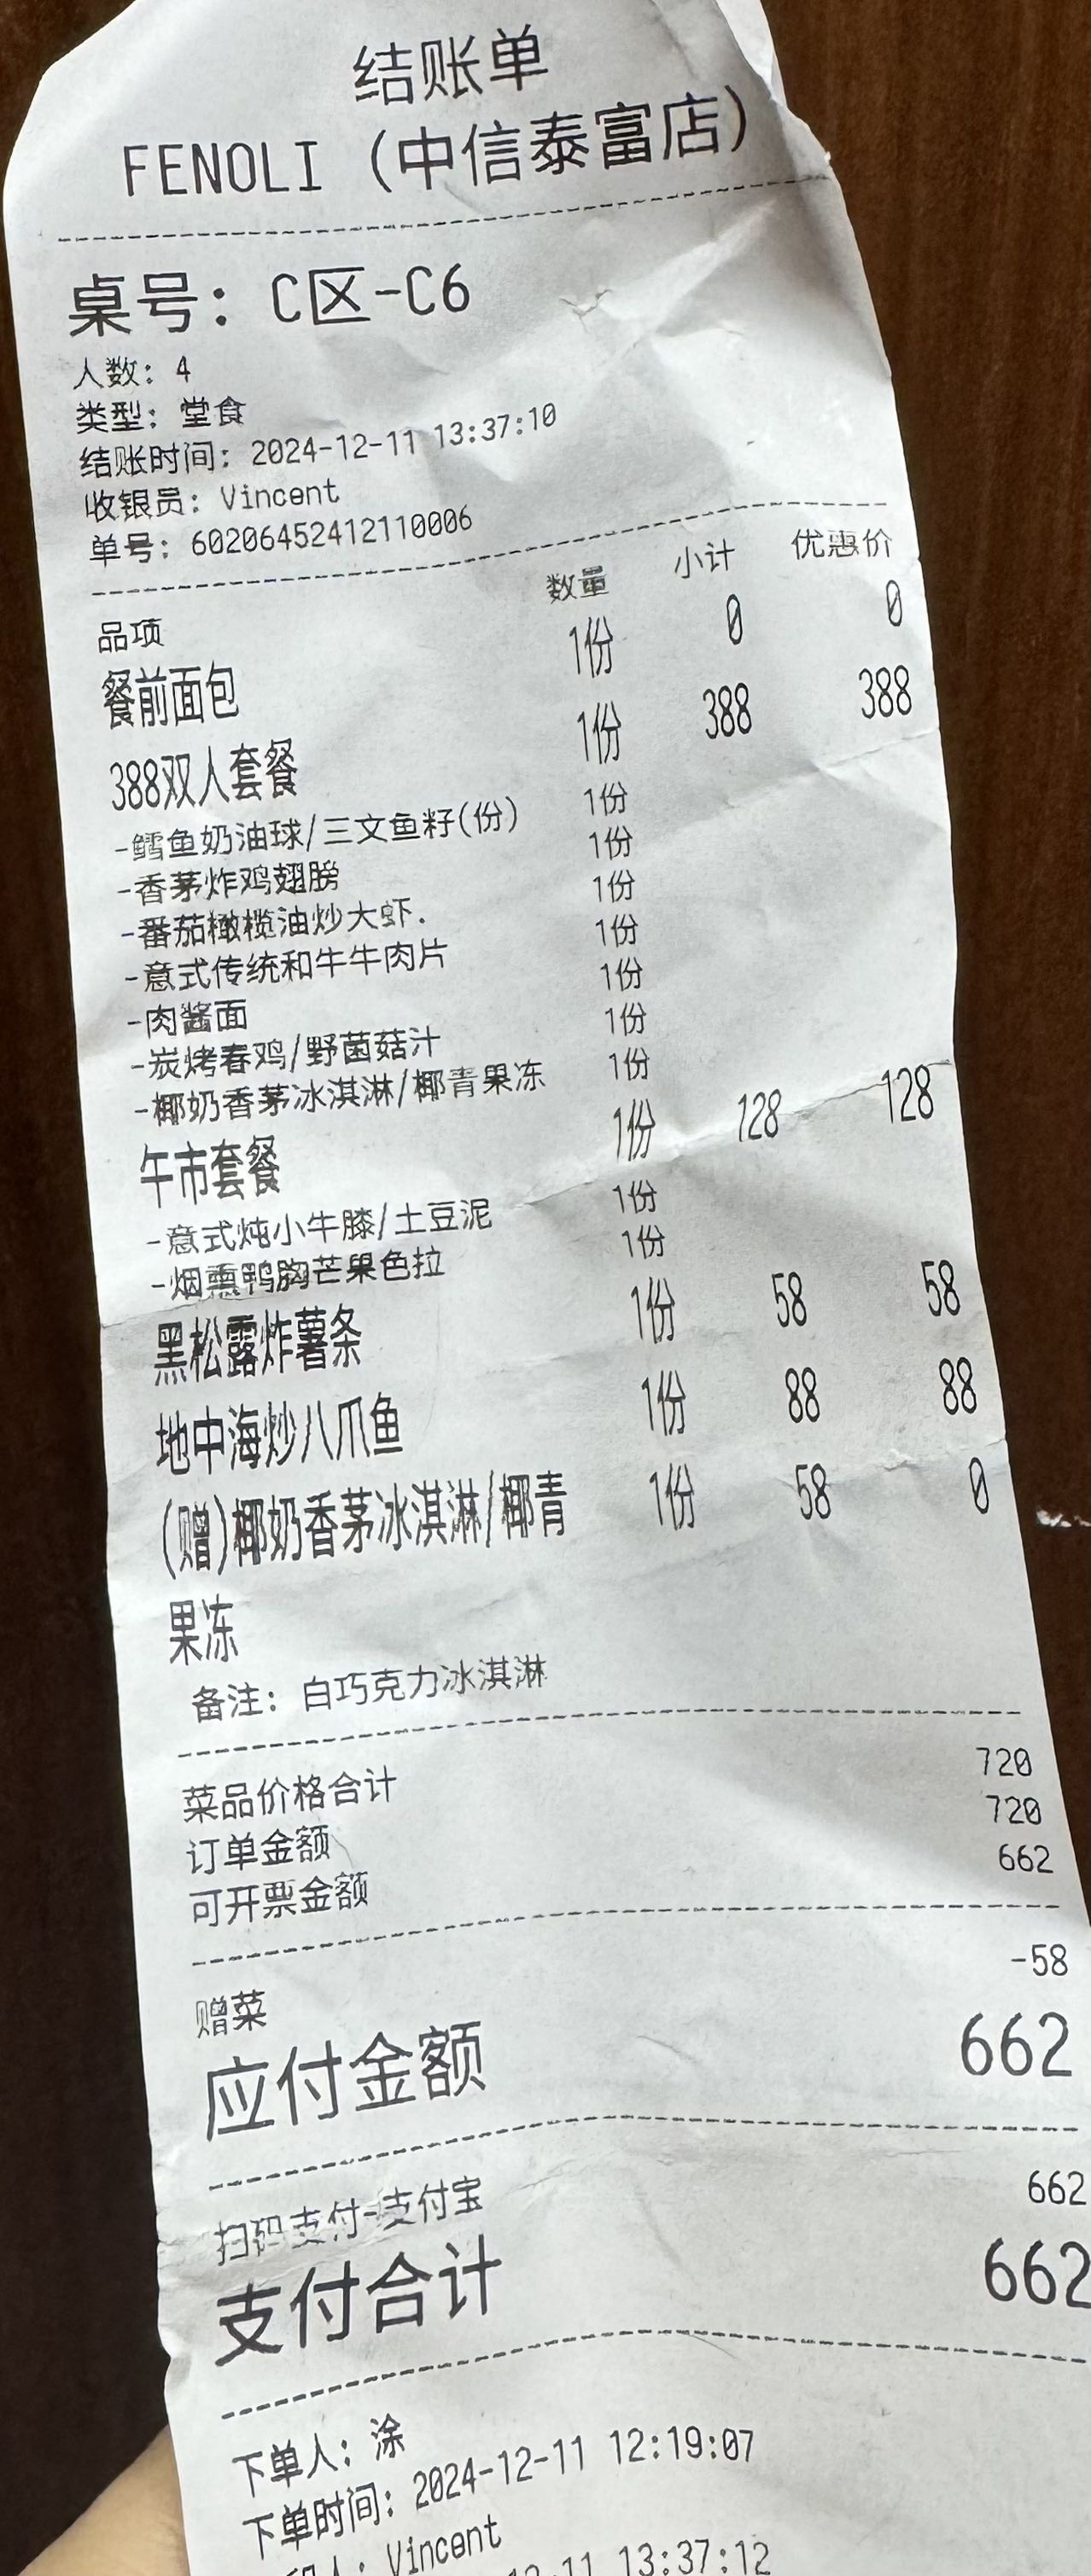 结账单
FENOLI (中信泰富店)
桌号: C区-C6
人数: 4
类型: 堂食
结账时间: 2024-12-11 13:37:10
收银员: Vincent
单号: 60206452412110006
品项 数量 小计 优惠价
餐前面包 1份 0 0
388双人套餐 1份 388 388
-鳕鱼奶油球/三文鱼籽(份) 1份
-香茅炸鸡翅膀 1份
-番茄橄榄油炒大虾. 1份
-意式传统和牛牛肉片 1份
-肉酱面 1份
-炭烤春鸡/野菌菇汁 1份
-椰奶香茅冰淇淋/椰青果冻 1份
午市套餐 1份 128 128
-意式炖小牛膝/土豆泥 1份
-烟熏鸭胸芒果色拉 1份
黑松露炸薯条 1份 58 58
地中海炒八爪鱼 1份 88 88
(赠)椰奶香茅冰淇淋/椰青 1份 58 0
果冻
备注: 白巧克力冰淇淋
菜品价格合计 720
订单金额 720
可开票金额 662
赠菜 -58
应付金额 662
扫码支付-支付宝 662
支付合计 662
下单人: 涂
下单时间: 2024-12-11 12:19:07
人: Vincent
13:37:12